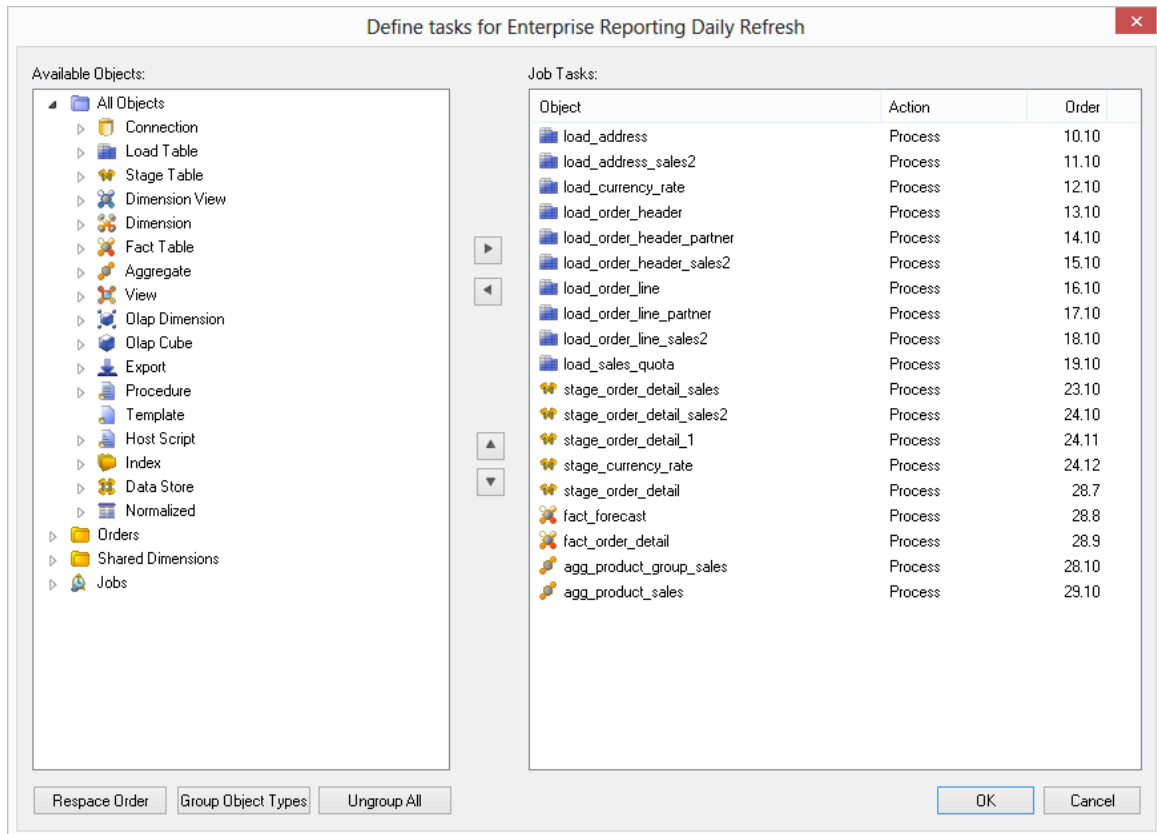 Define tasks for Enterprise Reporting Daily Refresh
Available Objects:
All Objects
Connection
Load Table
Stage Table
Dimension View
Dimension
Fact Table
Aggregate
View
Olap Dimension
Olap Cube
Export
Procedure
Template
Host Script
Index
Data Store
Normalized
Orders
Shared Dimensions
Jobs
Job Tasks:
Object Action Order
load_address Process 10.10
load_address_sales2 Process 11.10
load_currency_rate Process 12.10
load_order_header Process 13.10
load_order_header_partner Process 14.10
load_order_header_sales2 Process 15.10
load_order_line Process 16.10
load_order_line_partner Process 17.10
load_order_line_sales2 Process 18.10
load_sales_quota Process 19.10
stage_order_detail_sales Process 23.10
stage_order_detail_sales2 Process 24.10
stage_order_detail_1 Process 24.11
stage_currency_rate Process 24.12
stage_order_detail Process 28.7
fact_forecast Process 28.8
fact_order_detail Process 28.9
agg_product_group_sales Process 28.10
agg_product_sales Process 29.10
Respace Order Group Object Types Ungroup All OK Cancel